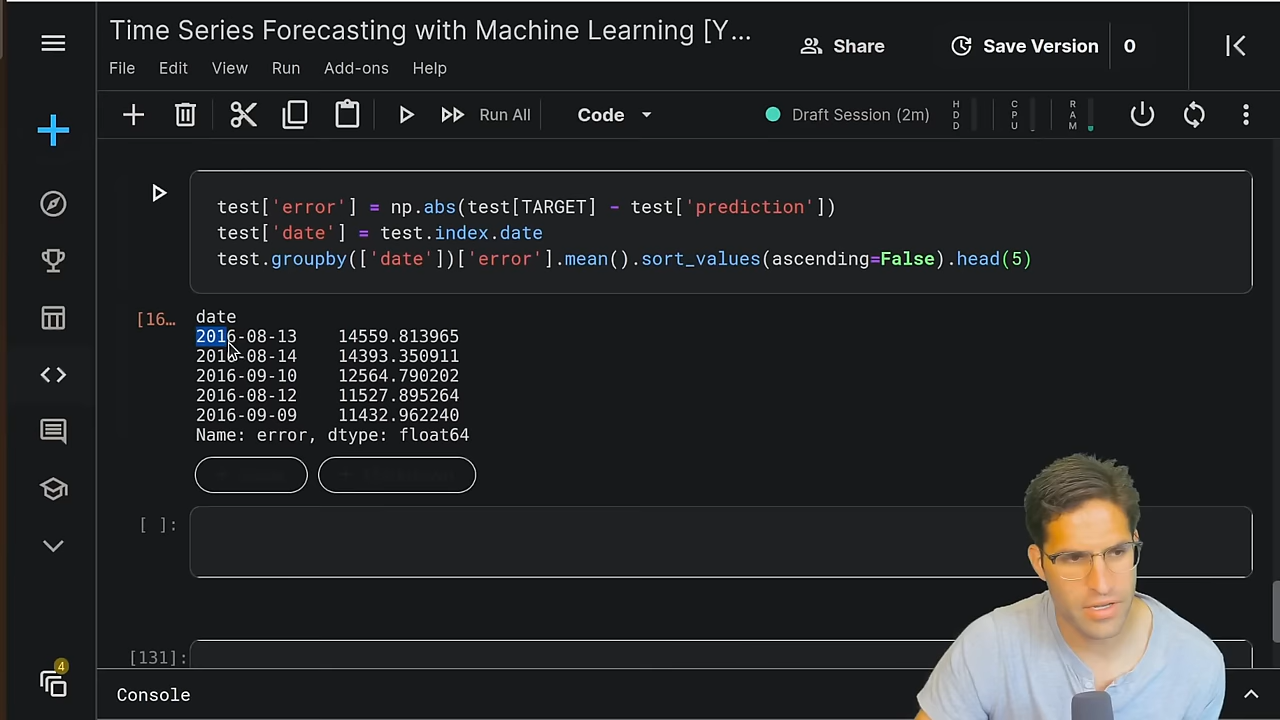 Time Series Forecasting with Machine Learning [Y...
Share
Save Version
0
File Edit View Run Add-ons Help
Run All
Code
Draft Session (2m)
HDD
CPU
RAM
test['error'] = np.abs(test[TARGET] - test['prediction'])
test['date'] = test.index.date
test.groupby(['date'])['error'].mean().sort_values(ascending=False).head(5)
[16...
date
2016-08-13 14559.813965
2016-08-14 14393.350911
2016-09-10 12564.790202
2016-08-12 11527.895264
2016-09-09 11432.962240
Name: error, dtype: float64
[ ]:
[131]:
4
Console